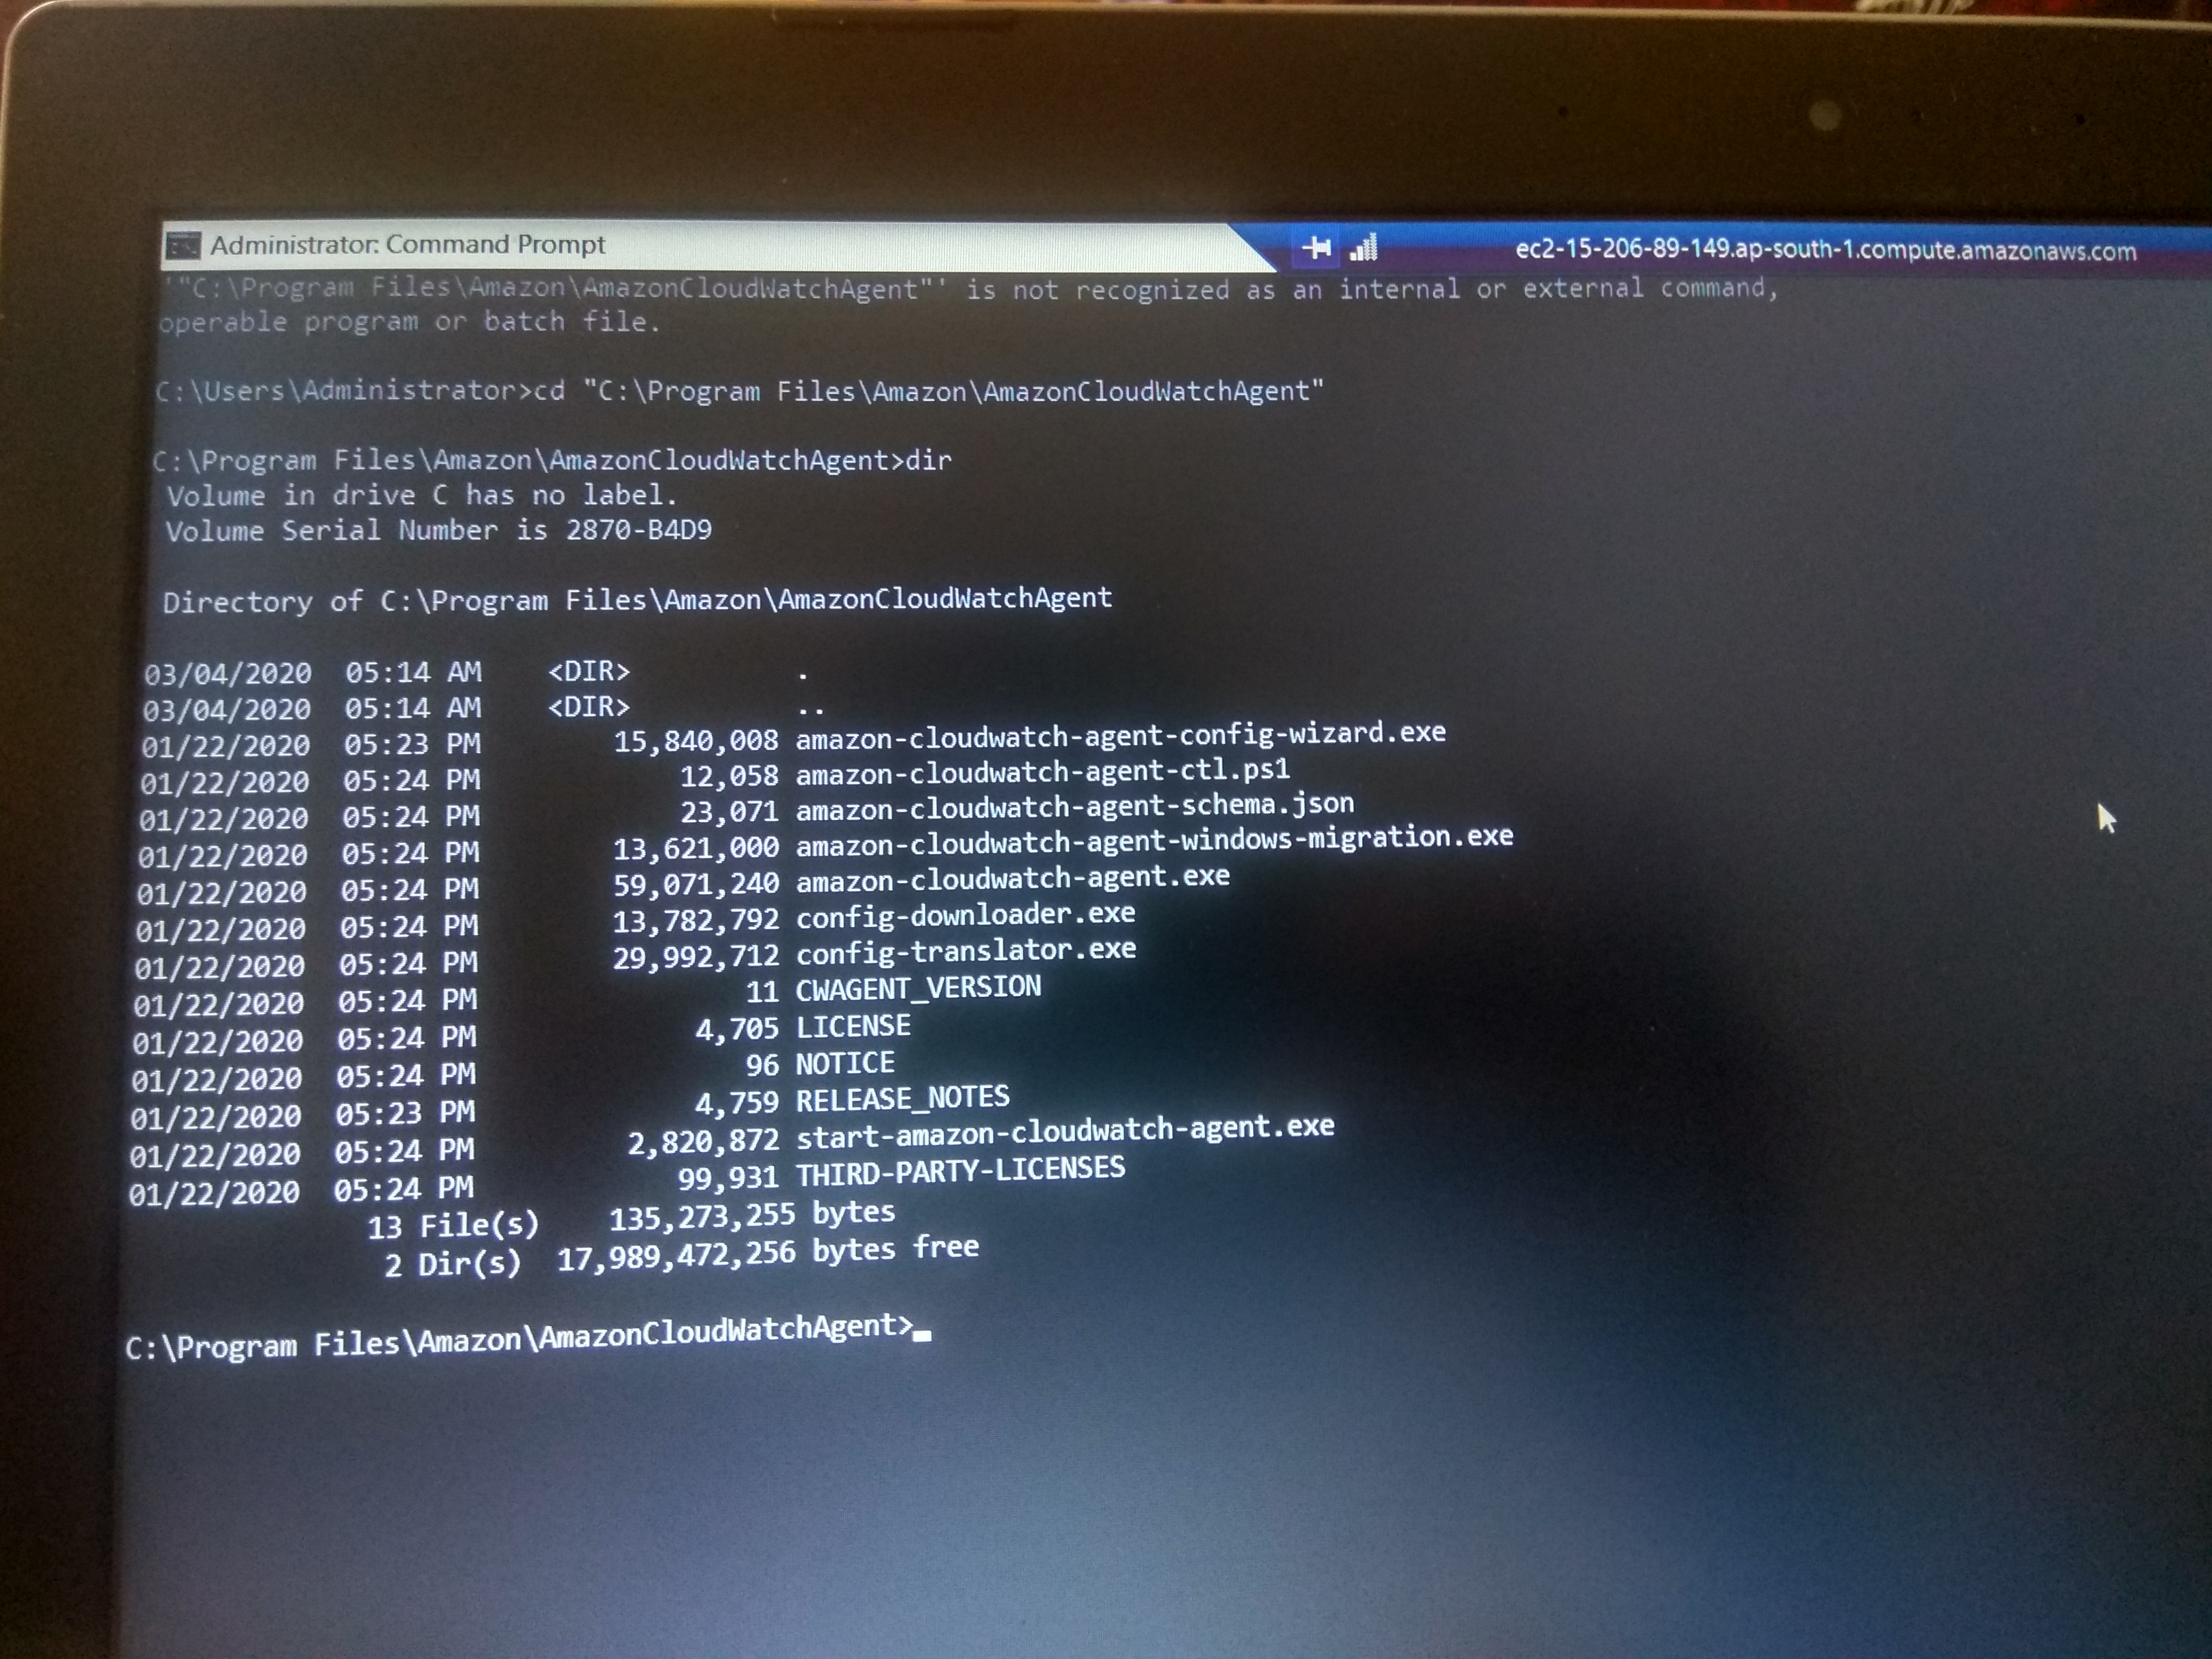 Administrator: Command Prompt
ec2-15-206-89-149.ap-south-1.compute.amazonaws.com
'"C:\Program Files\Amazon\AmazonCloudWatchAgent"' is not recognized as an internal or external command,
operable program or batch file.
C:\Users\Administrator>cd "C:\Program Files\Amazon\AmazonCloudWatchAgent"
C:\Program Files\Amazon\AmazonCloudWatchAgent>dir
Volume in drive C has no label.
Volume Serial Number is 2870-B4D9
Directory of C:\Program Files\Amazon\AmazonCloudWatchAgent
03/04/2020 05:14 AM <DIR> .
03/04/2020 05:14 AM <DIR> ..
01/22/2020 05:23 PM 15,840,008 amazon-cloudwatch-agent-config-wizard.exe
01/22/2020 05:24 PM 12,058 amazon-cloudwatch-agent-ctl.ps1
01/22/2020 05:24 PM 23,071 amazon-cloudwatch-agent-schema.json
01/22/2020 05:24 PM 13,621,000 amazon-cloudwatch-agent-windows-migration.exe
01/22/2020 05:24 PM 59,071,240 amazon-cloudwatch-agent.exe
01/22/2020 05:24 PM 13,782,792 config-downloader.exe
01/22/2020 05:24 PM 29,992,712 config-translator.exe
01/22/2020 05:24 PM 11 CWAGENT_VERSION
01/22/2020 05:24 PM 4,705 LICENSE
01/22/2020 05:24 PM 96 NOTICE
01/22/2020 05:23 PM 4,759 RELEASE_NOTES
01/22/2020 05:24 PM 2,820,872 start-amazon-cloudwatch-agent.exe
01/22/2020 05:24 PM 99,931 THIRD-PARTY-LICENSES
13 File(s) 135,273,255 bytes
2 Dir(s) 17,989,472,256 bytes free
C:\Program Files\Amazon\AmazonCloudWatchAgent>